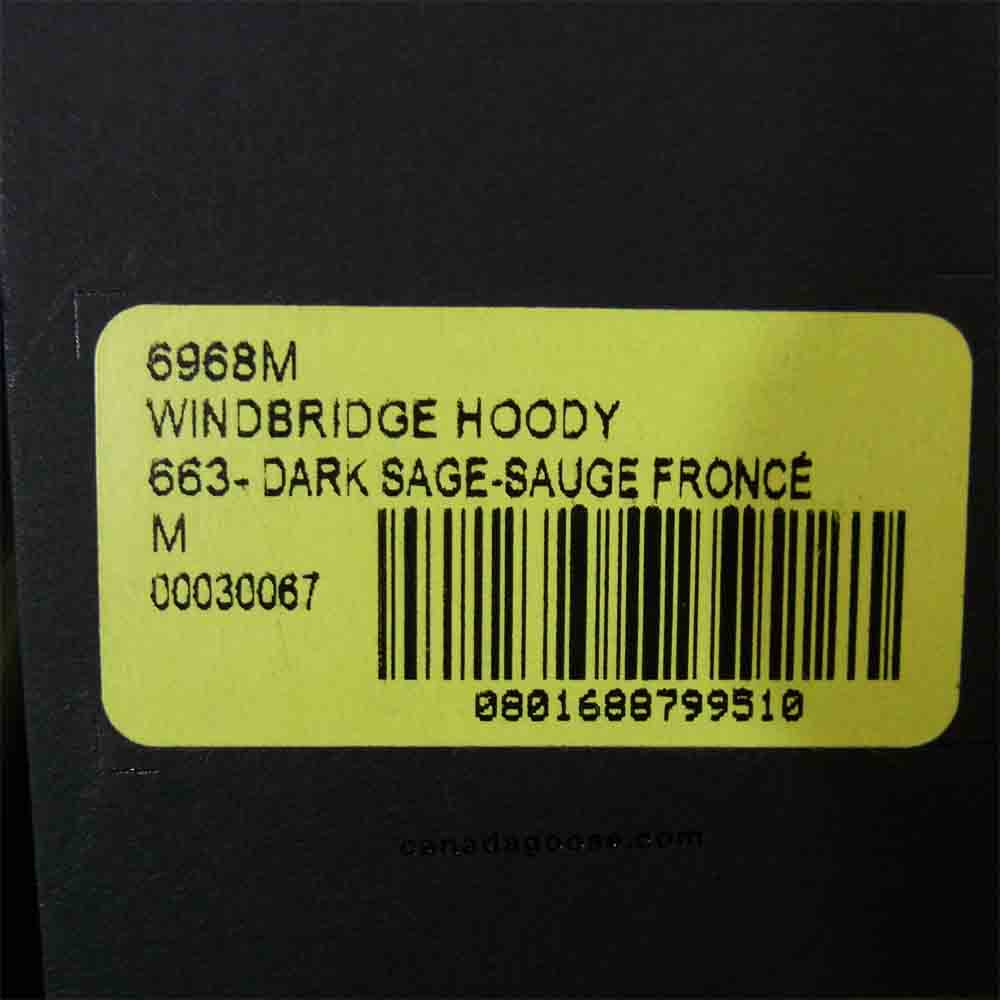 6968M
WINDBRIDGE HOODY
663- DARK SAGE-SAUGE FRONCÉ
M
00030067
0801688799510
canadagoose.com